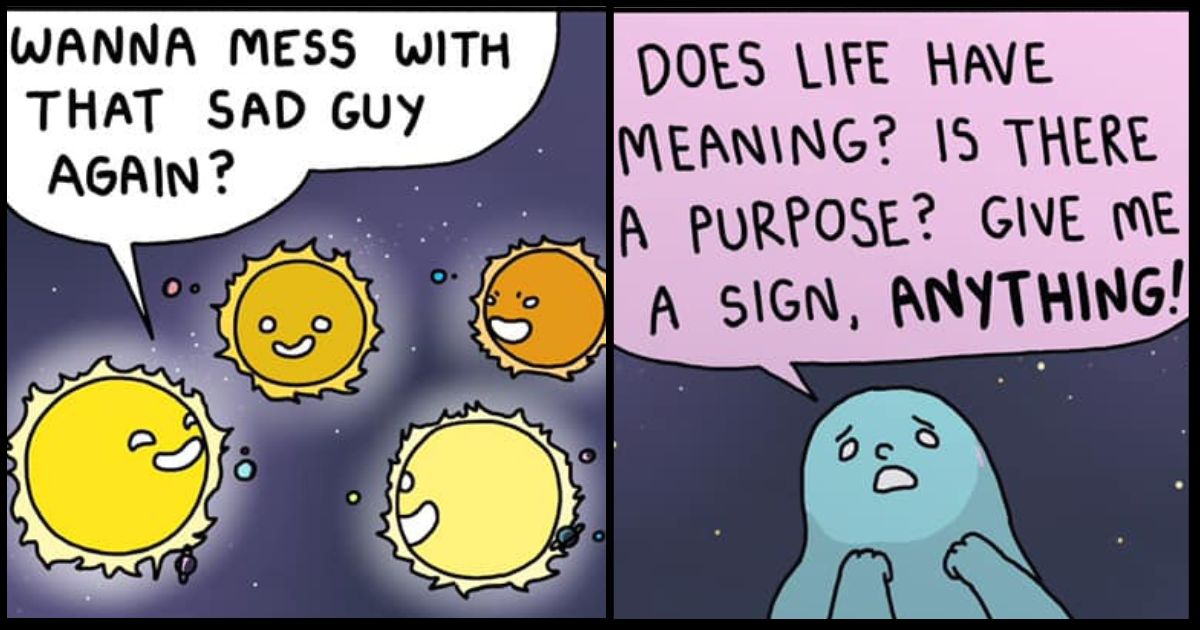 WANNA MESS WITH
THAT SAD GUY
AGAIN?
DOES LIFE HAVE
MEANING? IS THERE
A PURPOSE? GIVE ME
A SIGN, ANYTHING!